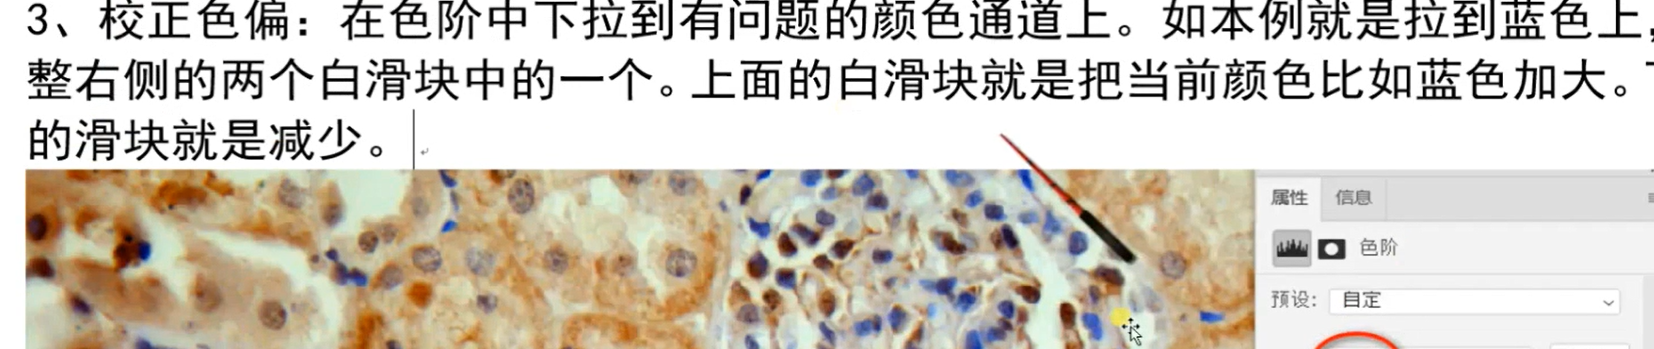 3、校正色偏：在色阶中下拉到有问题的颜色通道上。如本例就是拉到蓝色上，
整右侧的两个白滑块中的一个。上面的白滑块就是把当前颜色比如蓝色加大。
的滑块就是减少。
属性 信息
色阶
预设： 自定